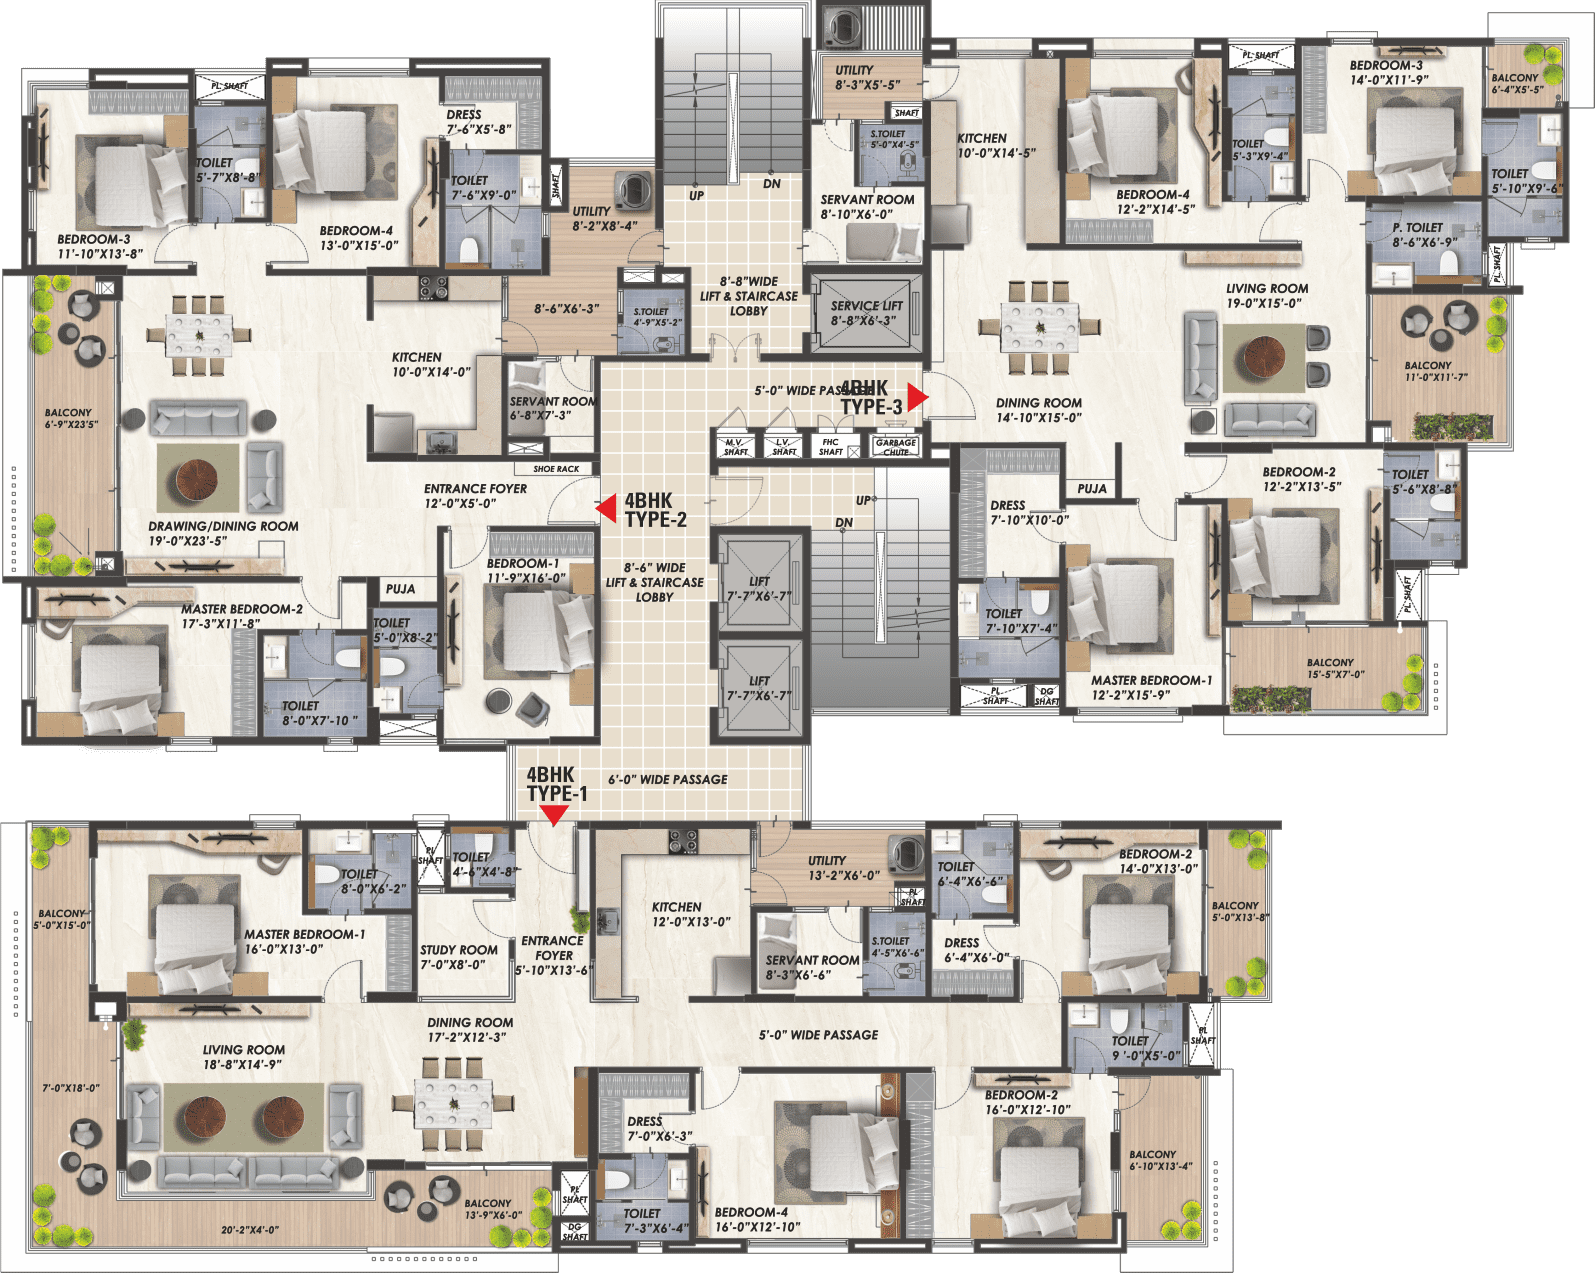 PL. SHAFT
DRESS
7'-6"X5'-8"
TOILET
5'-7"X8'-8"
TOILET
7'-6"X9'-0"
SHAFT
BEDROOM-3
11'-10"X13'-8"
BEDROOM-4
13'-0"X15'-0"
UTILITY
8'-2"X8'-4"
8'-6"X6'-3"
S.TOILET
4'-9"X5'-2"
KITCHEN
10'-0"X14'-0"
SERVANT ROOM
6'-8"X7'-3"
BALCONY
6'-9"X23'5"
SHOE RACK
ENTRANCE FOYER
12'-0"X5'-0"
DRAWING/DINING ROOM
19'-0"X23'-5"
4BHK
TYPE-2
BEDROOM-1
11'-9"X16'-0"
PUJA
MASTER BEDROOM-2
17'-3"X11'-8"
TOILET
5'-0"X8'-2"
TOILET
8'-0"X7'-10 "
UP
DN
8'-8"WIDE
LIFT & STAIRCASE
LOBBY
5'-0" WIDE PASSAGE
M.V.
SHAFT
L.V.
SHAFT
FHC
SHAFT
GARBAGE
CHUTE
UP
DN
8'-6" WIDE
LIFT & STAIRCASE
LOBBY
LIFT
7'-7"X6'-7"
LIFT
7'-7"X6'-7"
6'-0" WIDE PASSAGE
UTILITY
8'-3"X5'-5"
SHAFT
S.TOILET
5'-0"X4'-5"
SERVANT ROOM
8'-10"X6'-0"
SERVICE LIFT
8'-8"X6'-3"
4BHK
TYPE-3
KITCHEN
10'-0"X14'-5"
PL. SHAFT
BEDROOM-3
14'-0"X11'-9"
BALCONY
6'-4"X5'-5"
TOILET
5'-3"X9'-4"
BEDROOM-4
12'-2"X14'-5"
TOILET
5'-10"X9'-6"
P. TOILET
8'-6"X6'-9"
PL. SHAFT
LIVING ROOM
19-0"X15'-0"
BALCONY
11'-0"X11'-7"
DINING ROOM
14'-10"X15'-0"
PUJA
DRESS
7'-10"X10'-0"
BEDROOM-2
12'-2"X13'-5"
TOILET
5'-6"X8'-8"
TOILET
7'-10"X7'-4"
PL. SHAFT
PL
SHAFT
DG
SHAFT
MASTER BEDROOM-1
12'-2"X15'-9"
BALCONY
15'-5"X7'-0"
4BHK
TYPE-1
BALCONY
5'-0"X15'-0"
MASTER BEDROOM-1
16'-0"X13'-0"
TOILET
8'-0"X6'-2"
PL
SHAFT
TOILET
4'-6"X4'-8"
STUDY ROOM
7'-0"X8'-0"
ENTRANCE
FOYER
5'-10"X13'-6"
KITCHEN
12'-0"X13'-0"
UTILITY
13'-2"X6'-0"
PL
SHAFT
SERVANT ROOM
8'-3"X6'-6"
S.TOILET
4'-5"X6'-6"
TOILET
6'-4"X6'-6"
DRESS
6'-4"X6'-0"
BEDROOM-2
14'-0"X13'-0"
BALCONY
5'-0"X13'-8"
DINING ROOM
17'-2"X12'-3"
LIVING ROOM
18'-8"X14'-9"
5'-0" WIDE PASSAGE
TOILET
9 '-0"X5'-0"
PL
SHAFT
7'-0"X18'-0"
DRESS
7'-0"X6'-3"
BEDROOM-2
16'-0"X12'-10"
BALCONY
6'-10"X13'-4"
BALCONY
13'-9"X6'-0"
20'-2"X4'-0"
PL
SHAFT
DG
SHAFT
TOILET
7'-3"X6'-4"
BEDROOM-4
16'-0"X12'-10"